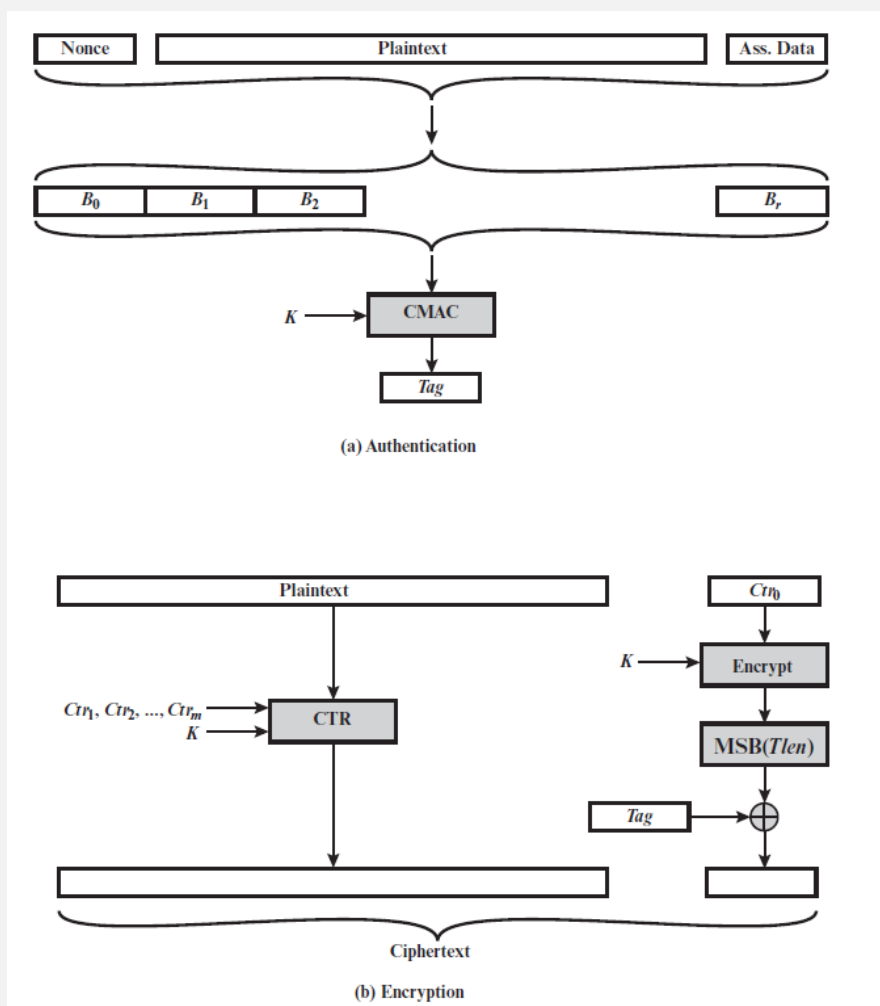 Nonce Plaintext Ass. Data
B0 B1 B2 Br
K CMAC
Tag
(a) Authentication
Plaintext Ctr0
K Encrypt
Ctr1, Ctr2, ..., Ctrm
K CTR
MSB(Tlen)
Tag
Ciphertext
(b) Encryption